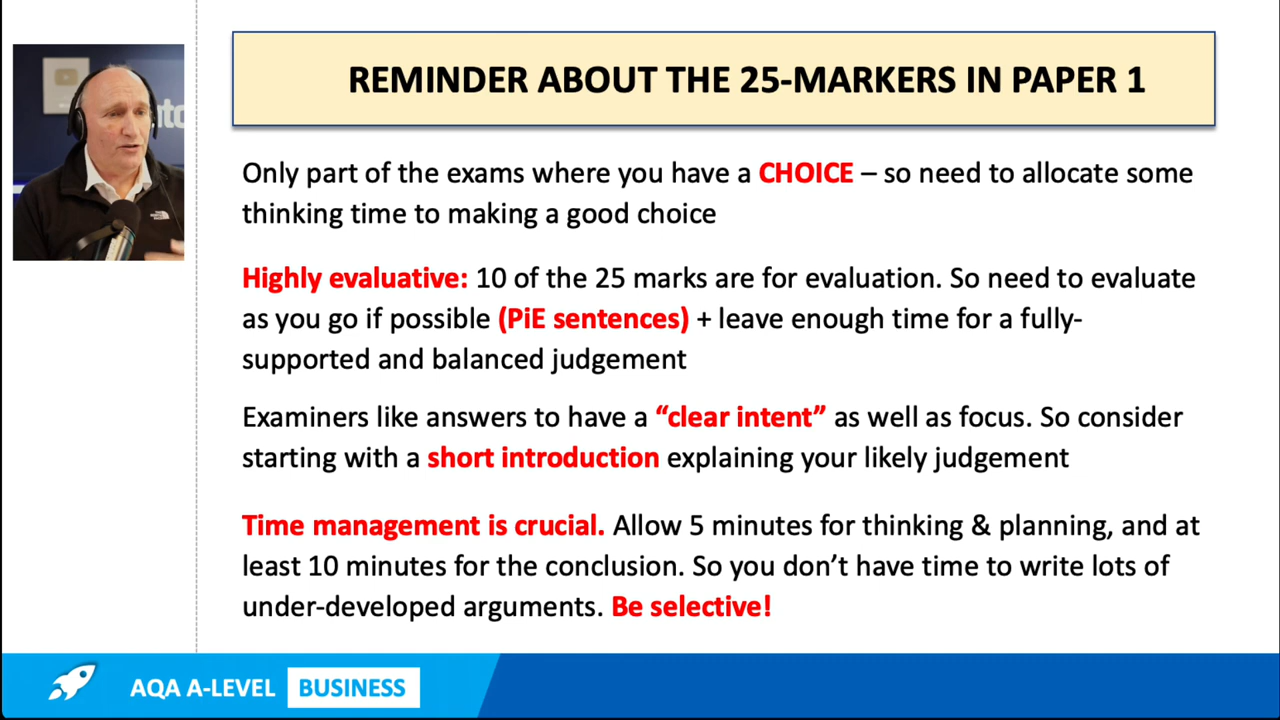 REMINDER ABOUT THE 25-MARKERS IN PAPER 1
Only part of the exams where you have a CHOICE – so need to allocate some
thinking time to making a good choice
Highly evaluative: 10 of the 25 marks are for evaluation. So need to evaluate
as you go if possible (PiE sentences) + leave enough time for a fully-
supported and balanced judgement
Examiners like answers to have a “clear intent” as well as focus. So consider
starting with a short introduction explaining your likely judgement
Time management is crucial. Allow 5 minutes for thinking & planning, and at
least 10 minutes for the conclusion. So you don’t have time to write lots of
under-developed arguments. Be selective!
AQA A-LEVEL BUSINESS